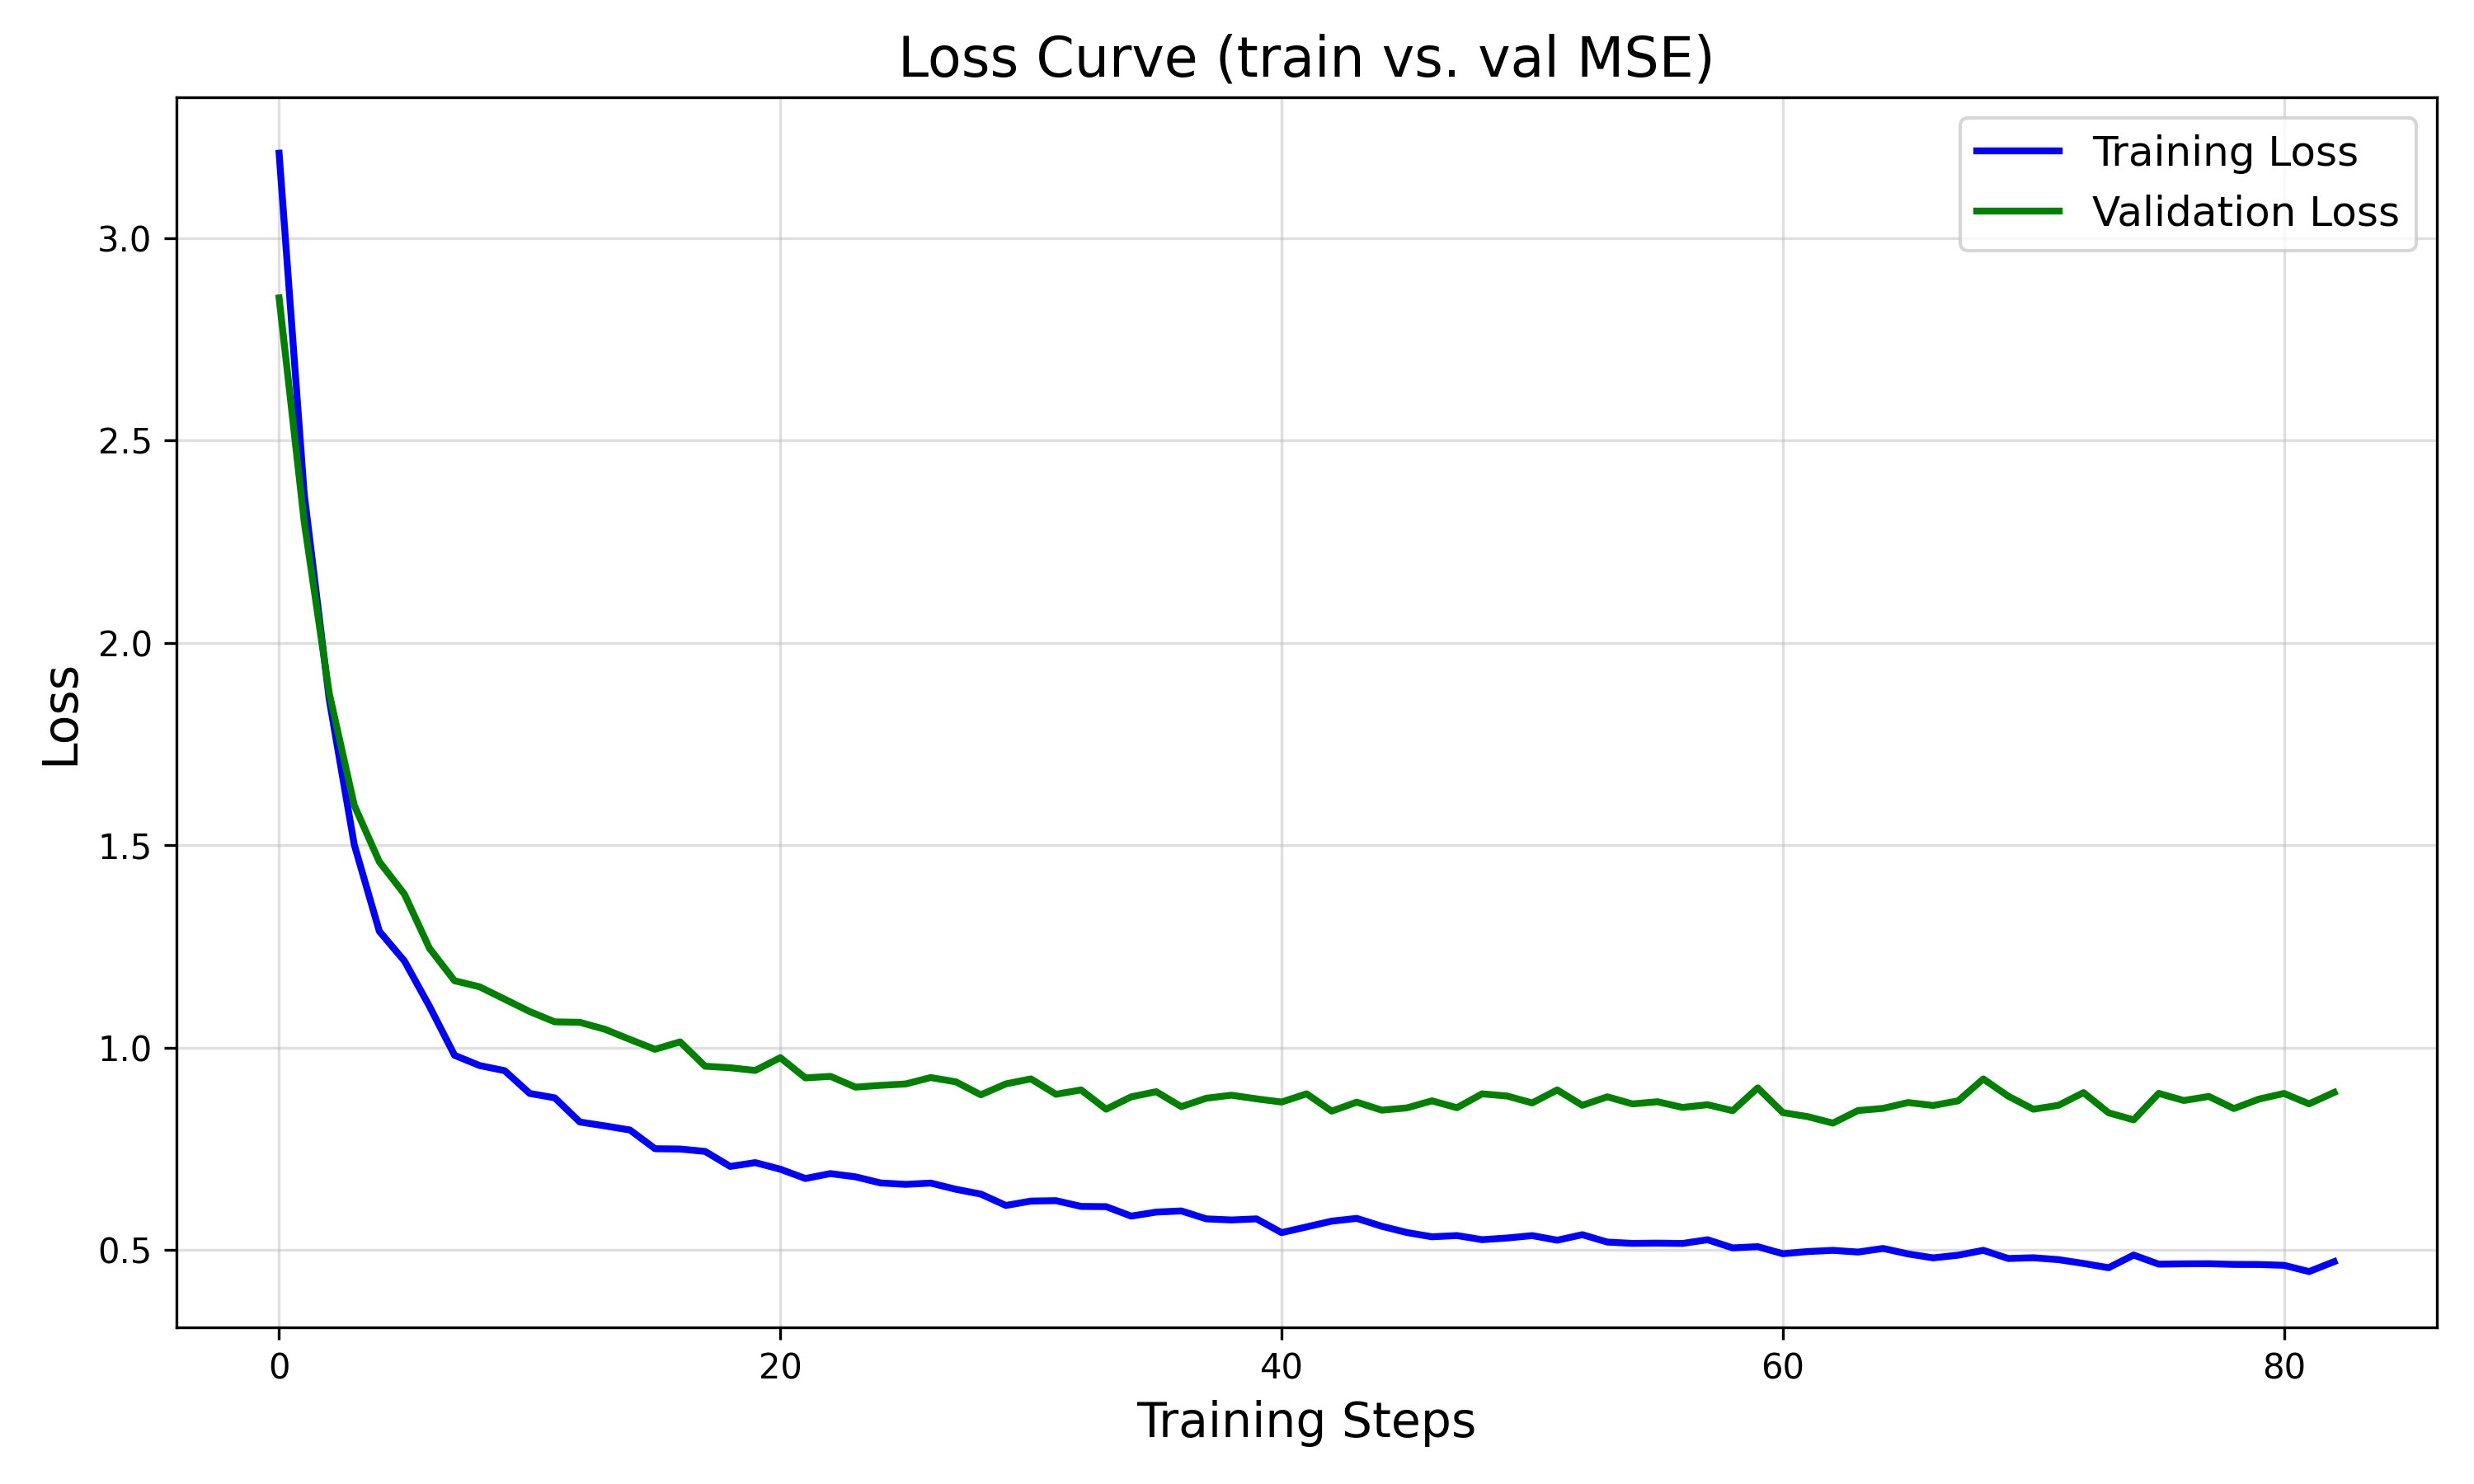 Loss Curve (train vs. val MSE)
Training Loss
Validation Loss
3.0
2.5
2.0
1.5
1.0
0.5
Loss
0 20 40 60 80
Training Steps